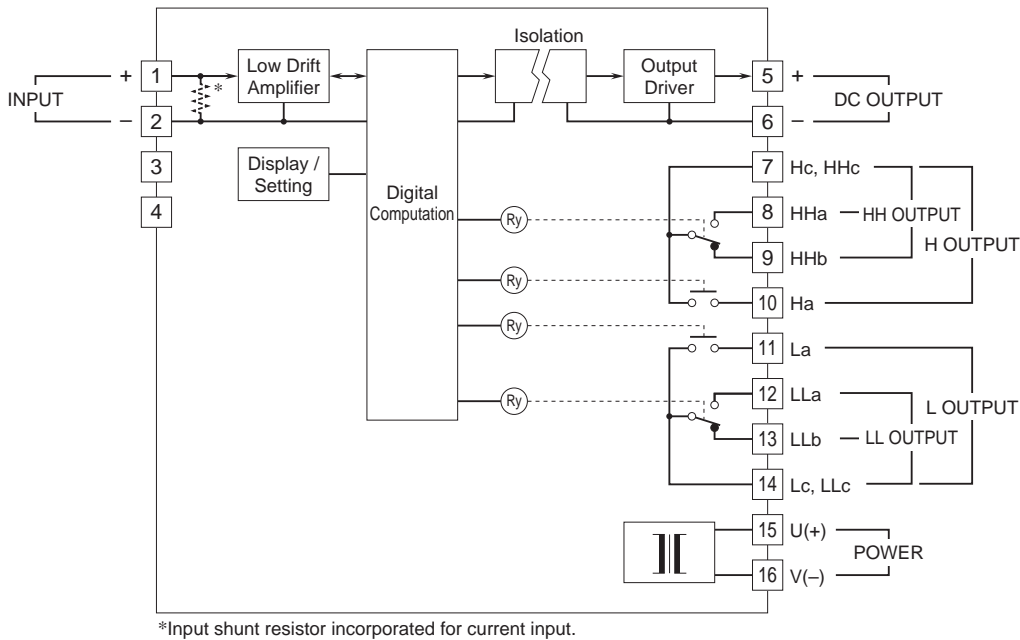 Isolation
INPUT
+
1
*
Low Drift
Amplifier
Output
Driver
5
+
DC OUTPUT
–
2
6
–
3
4
Display /
Setting
Digital
Computation
7
Hc, HHc
Ry
8
HHa
HH OUTPUT
9
HHb
H OUTPUT
Ry
10
Ha
Ry
11
La
Ry
12
LLa
L OUTPUT
13
LLb
LL OUTPUT
14
Lc, LLc
15
U(+)
POWER
16
V(–)
*Input shunt resistor incorporated for current input.